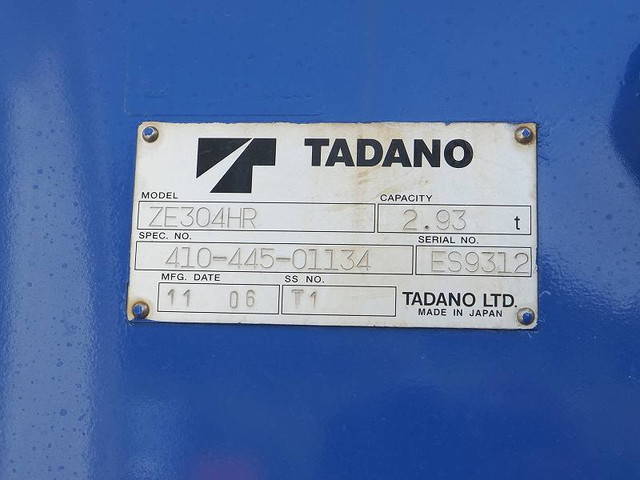 TADANO
MODEL CAPACITY
ZE304HR 2.93 t
SPEC. NO. SERIAL NO.
410-445-01134 ES9312
MFG. DATE SS NO.
11 06 T1 TADANO LTD.
MADE IN JAPAN